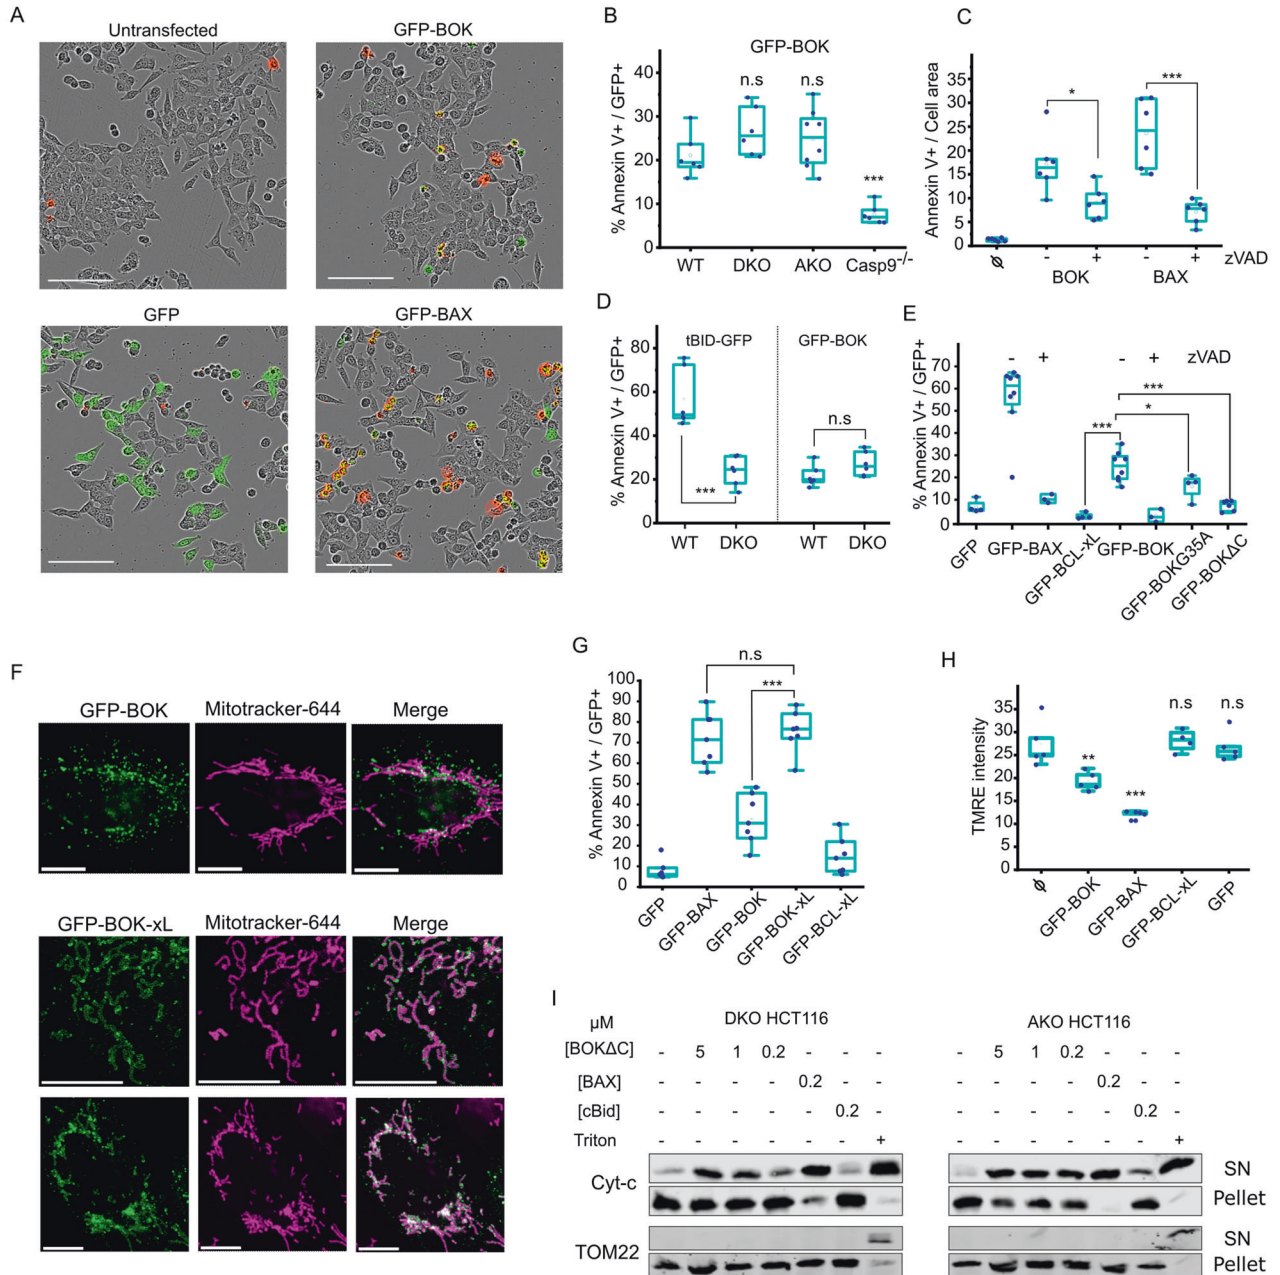 A
Untransfected
GFP-BOK
GFP
GFP-BAX
B
GFP-BOK
% Annexin V+ / GFP+
40
30
20
10
0
n.s
n.s
***
WT
DKO
AKO
Casp9-/-
C
Annexin V+ / Cell area
35
30
25
20
15
10
5
0
*
***
ϕ
-
+
-
+
zVAD
BOK
BAX
D
% Annexin V+ / GFP+
80
60
40
20
0
tBID-GFP
GFP-BOK
***
n.s
WT
DKO
WT
DKO
E
% Annexin V+ / GFP+
70
60
50
40
30
20
10
0
-
+
-
+
zVAD
***
*
***
GFP
GFP-BAX
GFP-BCL-xL
GFP-BOK
GFP-BOKG35A
GFP-BOKΔC
F
GFP-BOK
Mitotracker-644
Merge
GFP-BOK-xL
Mitotracker-644
Merge
G
% Annexin V+ / GFP+
100
90
80
70
60
50
40
30
20
10
0
n.s
***
GFP
GFP-BAX
GFP-BOK
GFP-BOK-xL
GFP-BCL-xL
H
TMRE intensity
35
30
25
20
15
10
5
0
**
***
n.s
n.s
ϕ
GFP-BOK
GFP-BAX
GFP-BCL-xL
GFP
I
µM
DKO HCT116
AKO HCT116
[BOKΔC] - 5 1 0.2 - - - - 5 1 0.2 - - -
[BAX] - - - - 0.2 - - - - - - 0.2 - -
[cBid] - - - - - 0.2 - - - - - - 0.2 -
Triton - - - - - - + - - - - - - +
Cyt-c
SN
Pellet
TOM22
SN
Pellet